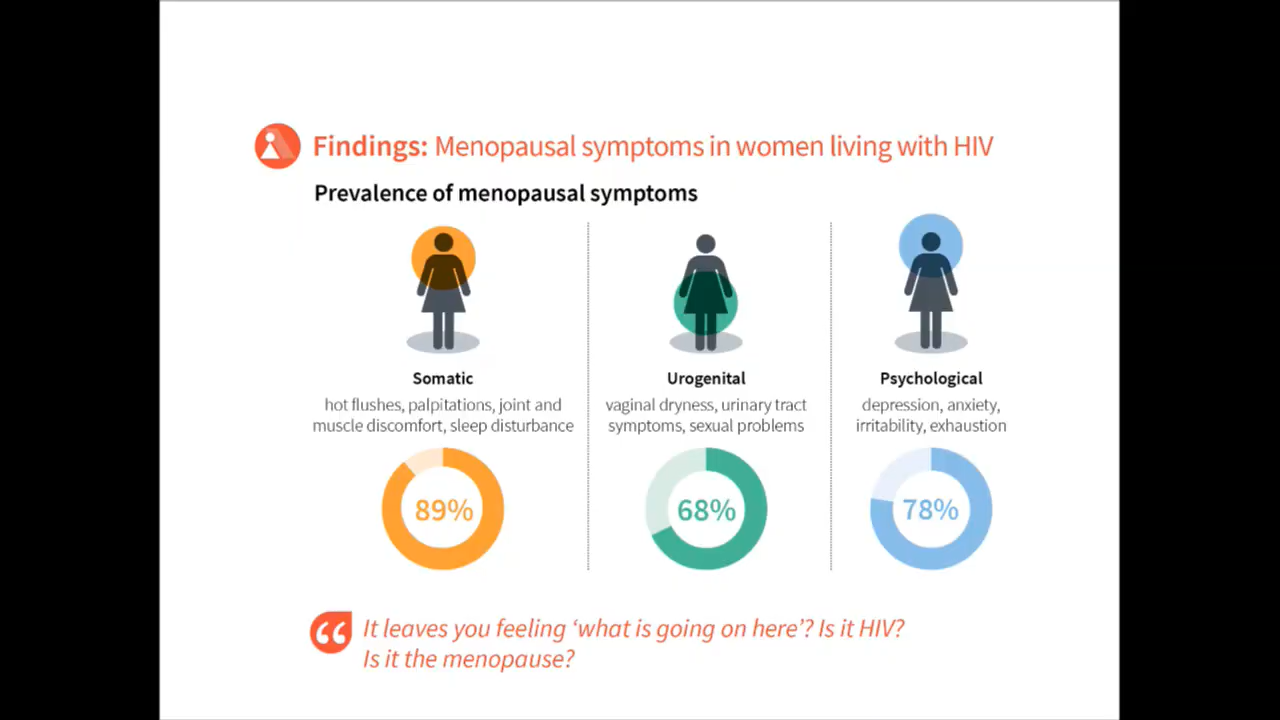 Findings: Menopausal symptoms in women living with HIV
Prevalence of menopausal symptoms
Somatic
hot flushes, palpitations, joint and
muscle discomfort, sleep disturbance
89%
Urogenital
vaginal dryness, urinary tract
symptoms, sexual problems
68%
Psychological
depression, anxiety,
irritability, exhaustion
78%
“It leaves you feeling ‘what is going on here’? Is it HIV?
Is it the menopause?